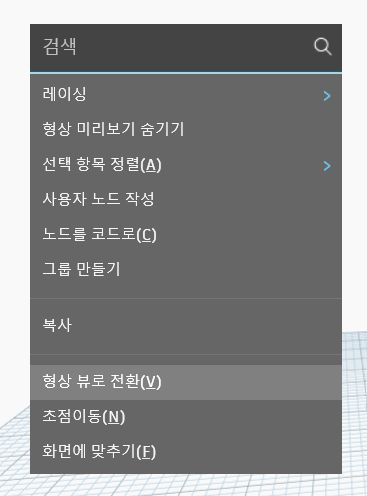 검색
레이싱
형상 미리보기 숨기기
선택 항목 정렬(A)
사용자 노드 작성
노드를 코드로(C)
그룹 만들기
복사
형상 뷰로 전환(V)
초점이동(N)
화면에 맞추기(F)